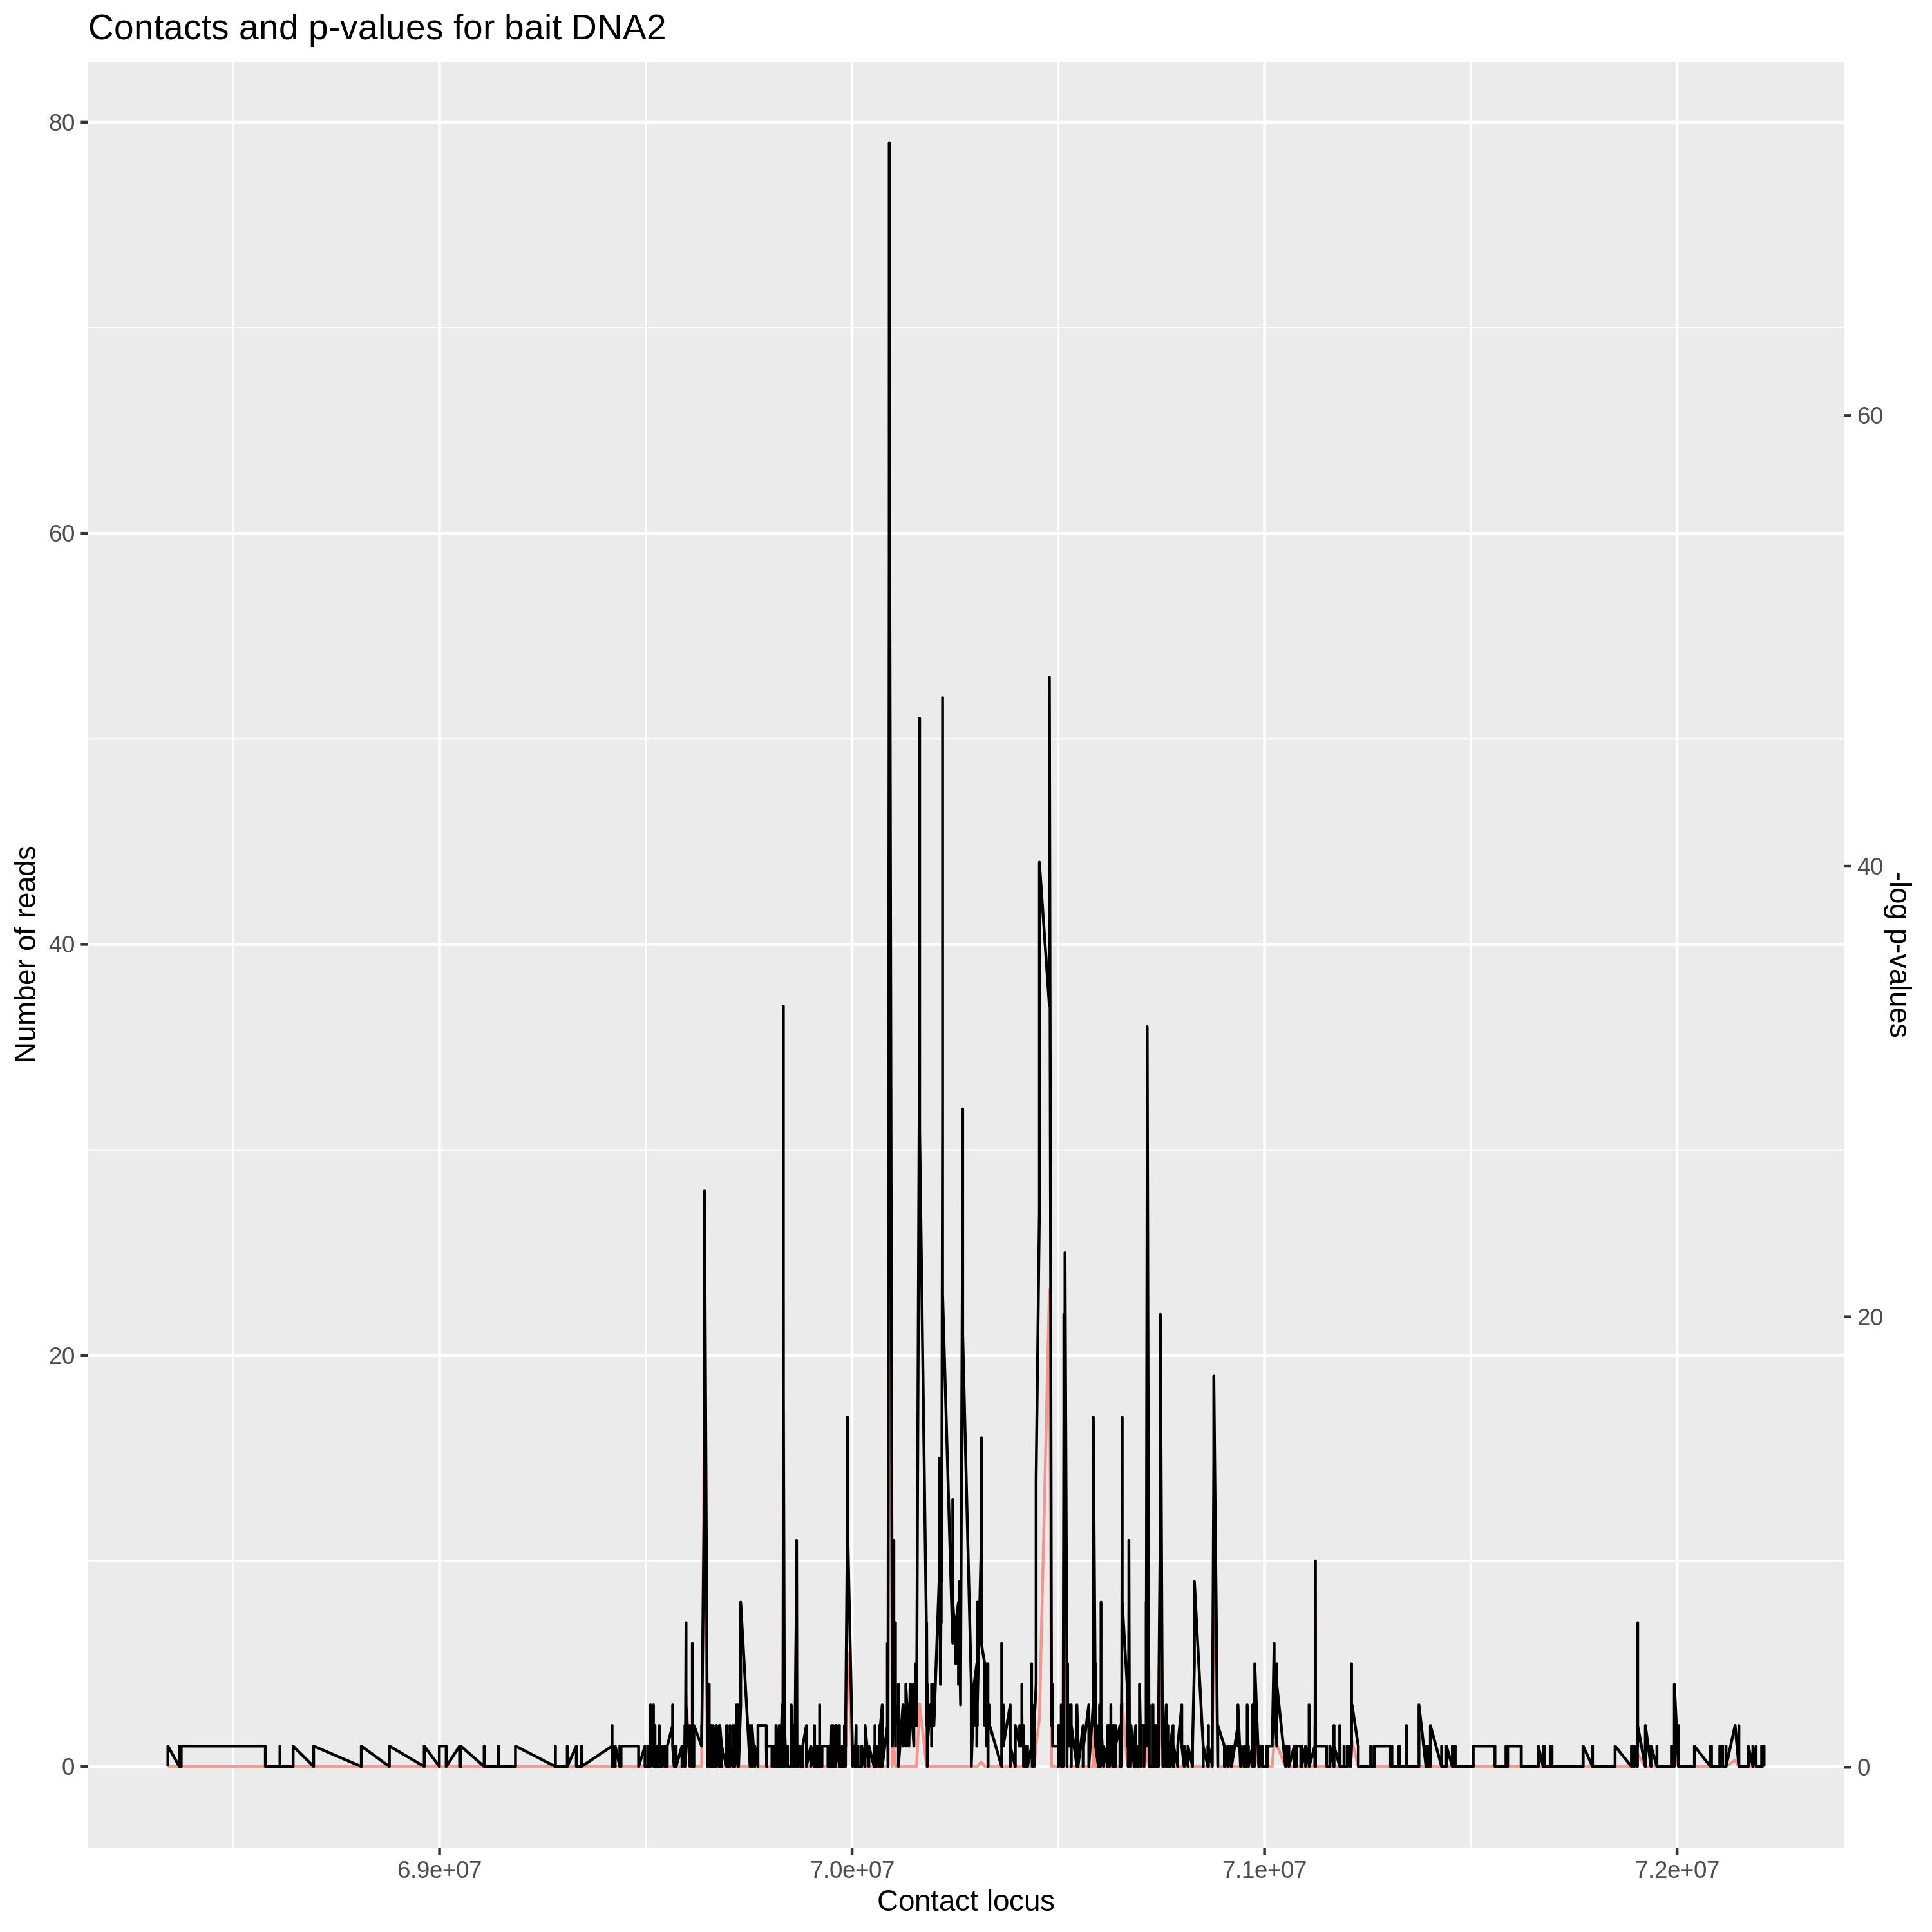 Contacts and p-values for bait DNA2
80
60
40
20
0
Number of reads
60
40
20
0
-log p-values
6.9e+07
7.0e+07
7.1e+07
7.2e+07
Contact locus